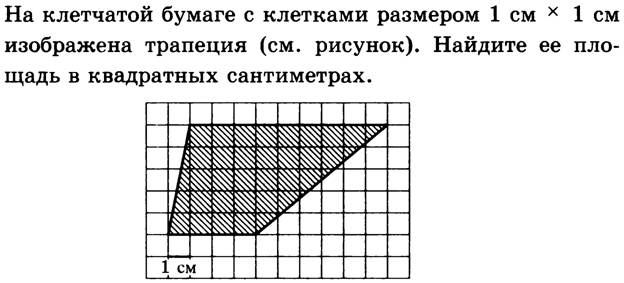 На клетчатой бумаге с клетками размером 1 см × 1 см
изображена трапеция (см. рисунок). Найдите ее пло-
щадь в квадратных сантиметрах.
1 см